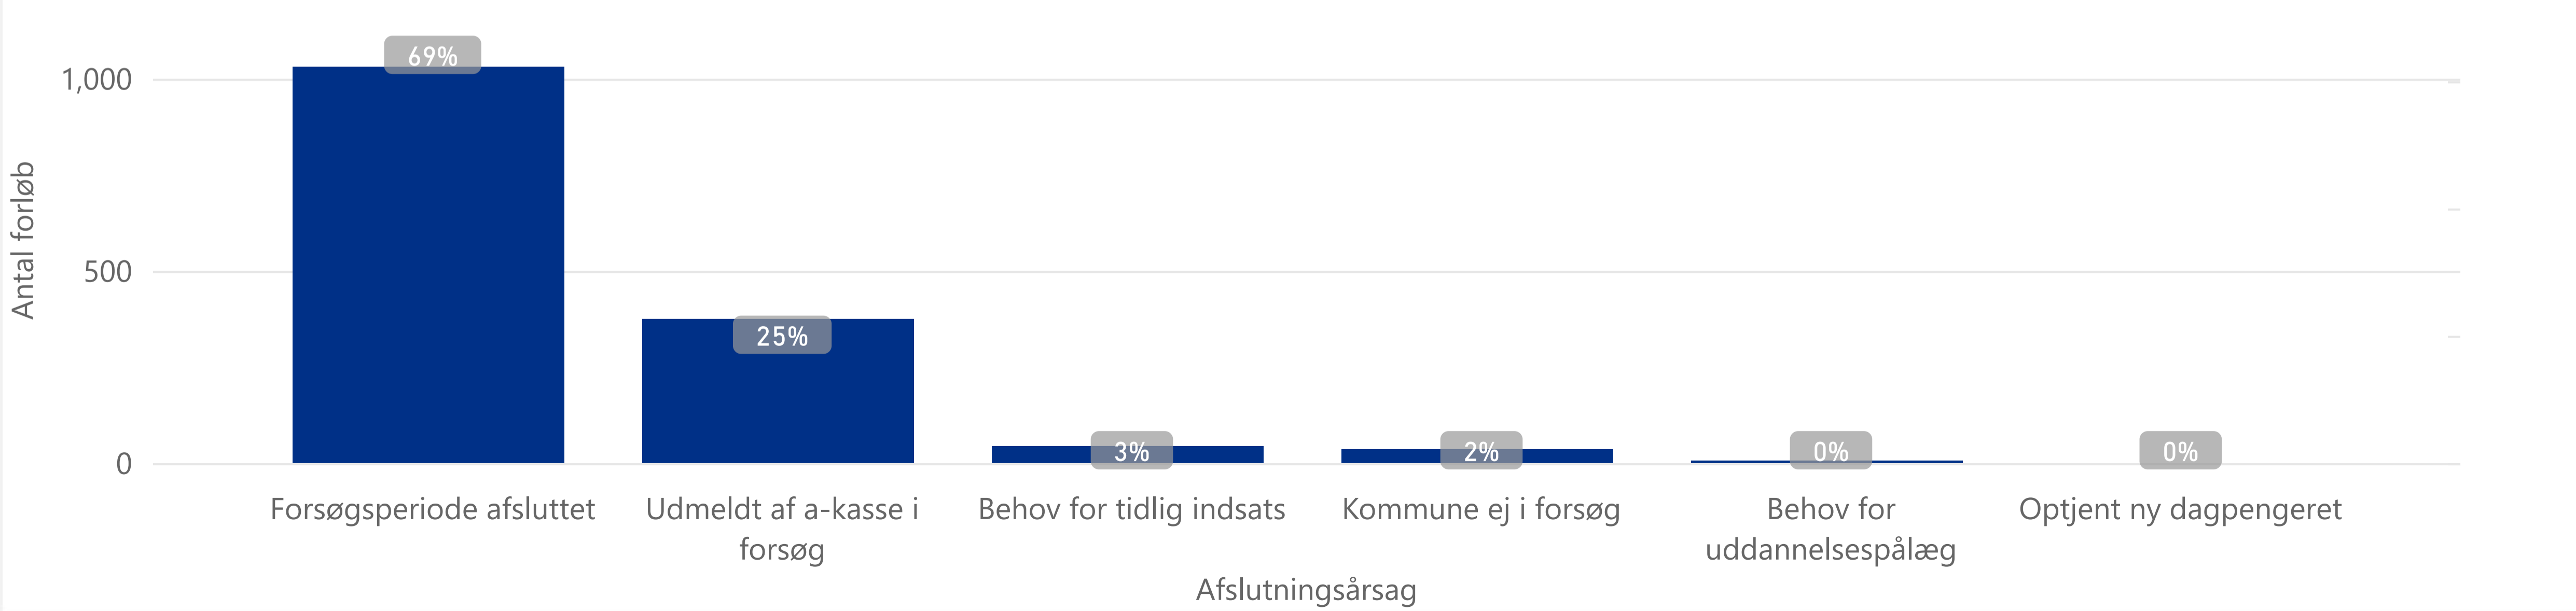 69%
1,000
Antal forløb
500
25%
0
3%
2%
0%
0%
Forsøgsperiode afsluttet
Udmeldt af a-kasse i
forsøg
Behov for tidlig indsats
Kommune ej i forsøg
Behov for
uddannelsespålæg
Optjent ny dagpengeret
Afslutningsårsag